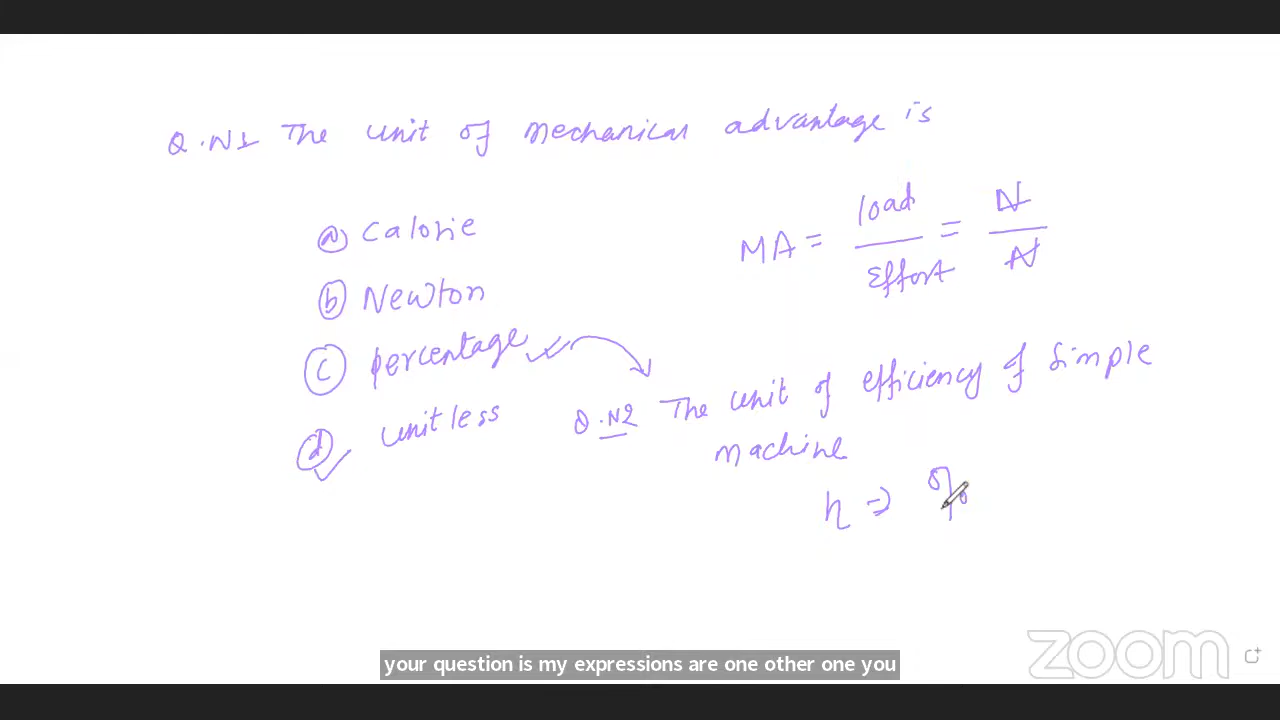 Q.N1 The unit of mechanical advantage is
a Calorie
b Newton
c percentage
d unitless
MA = load / Effort = N / N
Q.N2 The unit of efficiency of simple
machine
η => %
your question is my expressions are one other one you
zoom